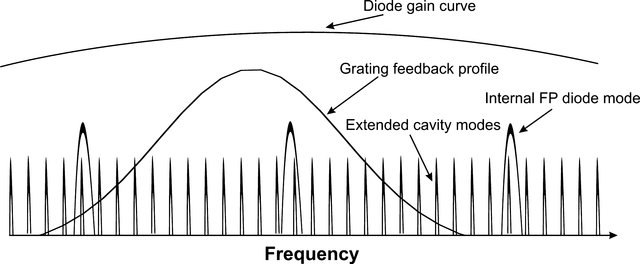 Diode gain curve
Grating feedback profile
Internal FP diode mode
Extended cavity modes
Frequency